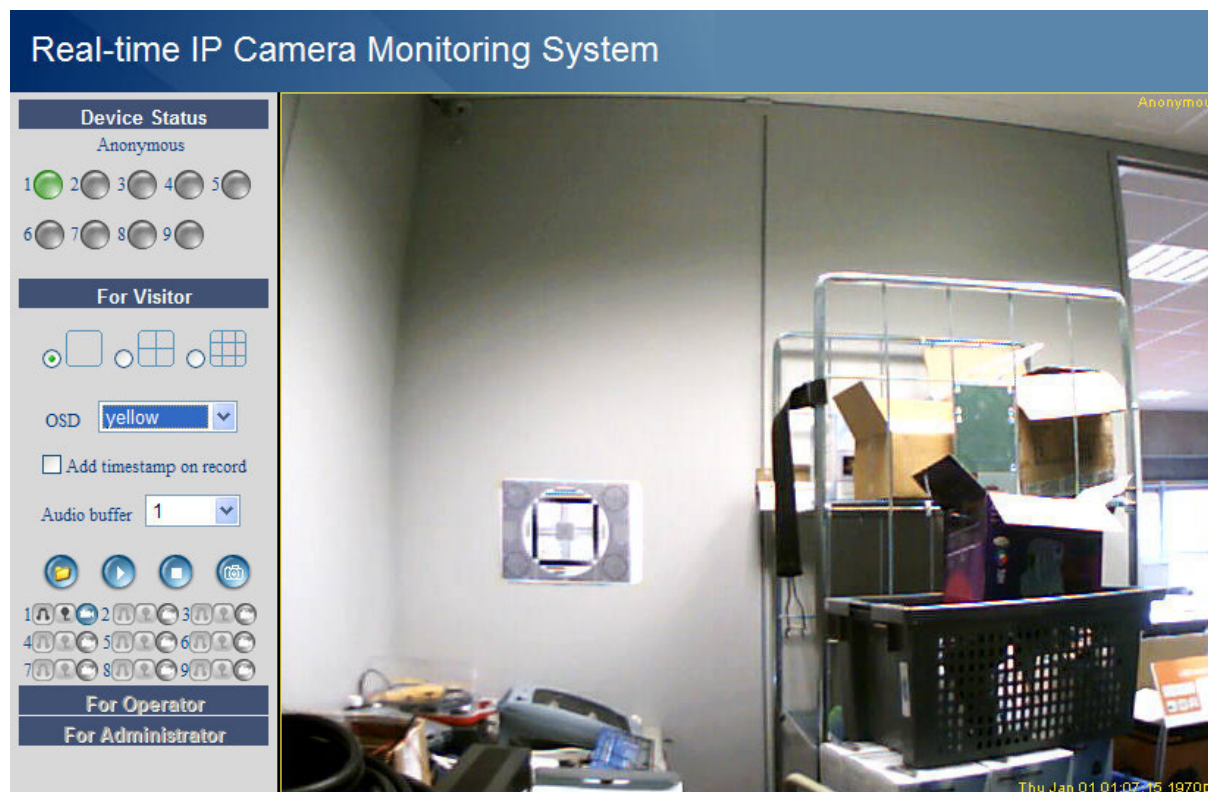 Real-time IP Camera Monitoring System
Device Status
Anonymous
1 2 3 4 5
6 7 8 9
For Visitor
OSD yellow
Add timestamp on record
Audio buffer 1
1 2 3
4 5 6
7 8 9
For Operator
For Administrator
Anonymou
Thu Jan 01 01:07:15 1970